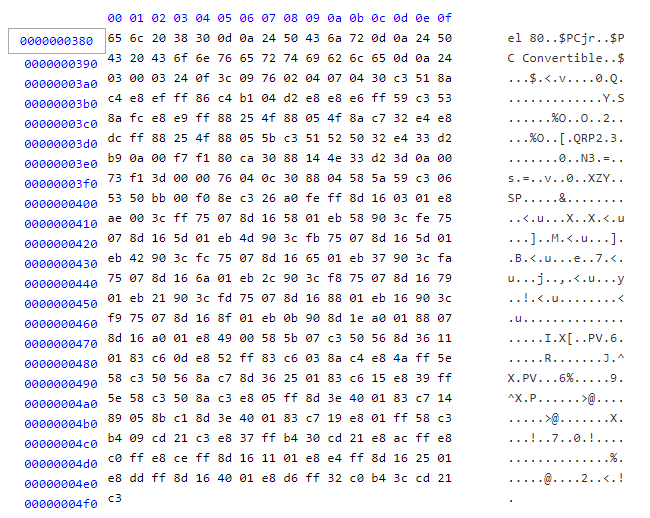 00 01 02 03 04 05 06 07 08 09 0a 0b 0c 0d 0e 0f
0000000380 65 6c 20 38 30 0d 0a 24 50 43 6a 72 0d 0a 24 50 el 80..$PCjr..$P
0000000390 43 20 43 6f 6e 76 65 72 74 69 62 6c 65 0d 0a 24 C Convertible..$
00000003a0 03 00 03 24 0f 3c 09 76 02 04 07 04 30 c3 51 8a ...$.<.v....0.Q.
00000003b0 c4 e8 ef ff 86 c4 b1 04 d2 e8 e8 e6 ff 59 c3 53 .............Y.S
00000003c0 8a fc e8 e9 ff 88 25 4f 88 05 4f 8a c7 32 e4 e8 ......%O..O..2..
00000003d0 dc ff 88 25 4f 88 05 5b c3 51 52 50 32 e4 33 d2 ...%O..[.QRP2.3.
00000003e0 b9 0a 00 f7 f1 80 ca 30 88 14 4e 33 d2 3d 0a 00 .......0..N3.=..
00000003f0 73 f1 3d 00 00 76 04 0c 30 88 04 58 5a 59 c3 06 s.=..v..0..XZY..
0000000400 53 50 bb 00 f0 8e c3 26 a0 fe ff 8d 16 03 01 e8 SP.....&........
0000000410 ae 00 3c ff 75 07 8d 16 58 01 eb 58 90 3c fe 75 ..<.u...X..X.<.u
0000000420 07 8d 16 5d 01 eb 4d 90 3c fb 75 07 8d 16 5d 01 ...]..M.<.u...].
0000000430 eb 42 90 3c fc 75 07 8d 16 65 01 eb 37 90 3c fa .B.<.u...e..7.<.
0000000440 75 07 8d 16 6a 01 eb 2c 90 3c f8 75 07 8d 16 79 u...j..,.<.u...y
0000000450 01 eb 21 90 3c fd 75 07 8d 16 88 01 eb 16 90 3c ..!.<.u........<
0000000460 f9 75 07 8d 16 8f 01 eb 0b 90 8d 1e a0 01 88 07 .u..............
0000000470 8d 16 a0 01 e8 49 00 58 5b 07 c3 50 56 8d 36 11 .....I.X[..PV.6.
0000000480 01 83 c6 0d e8 52 ff 83 c6 03 8a c4 e8 4a ff 5e .....R.......J.^
0000000490 58 c3 50 56 8a c7 8d 36 25 01 83 c6 15 e8 39 ff X.PV...6%.....9.
00000004a0 5e 58 c3 50 8a c3 e8 05 ff 8d 3e 40 01 83 c7 14 ^X.P......>@....
00000004b0 89 05 8b c1 8d 3e 40 01 83 c7 19 e8 01 ff 58 c3 .....>@.......X.
00000004c0 b4 09 cd 21 c3 e8 37 ff b4 30 cd 21 e8 ac ff e8 ...!..7..0.!....
00000004d0 c0 ff e8 ce ff 8d 16 11 01 e8 e4 ff 8d 16 25 01 ..............%.
00000004e0 e8 dd ff 8d 16 40 01 e8 d6 ff 32 c0 b4 3c cd 21 .....@....2..<.!
00000004f0 c3 .